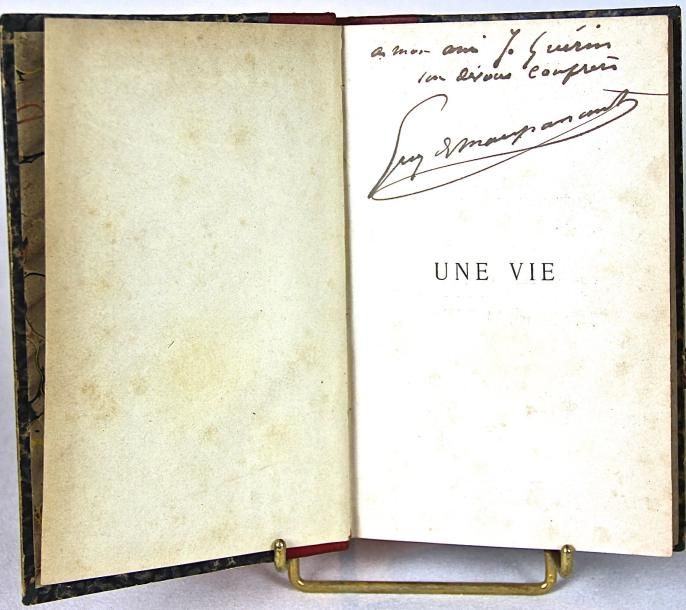 à mon ami J. Guérin
son dévoué confrère
Guy de Maupassant
UNE VIE